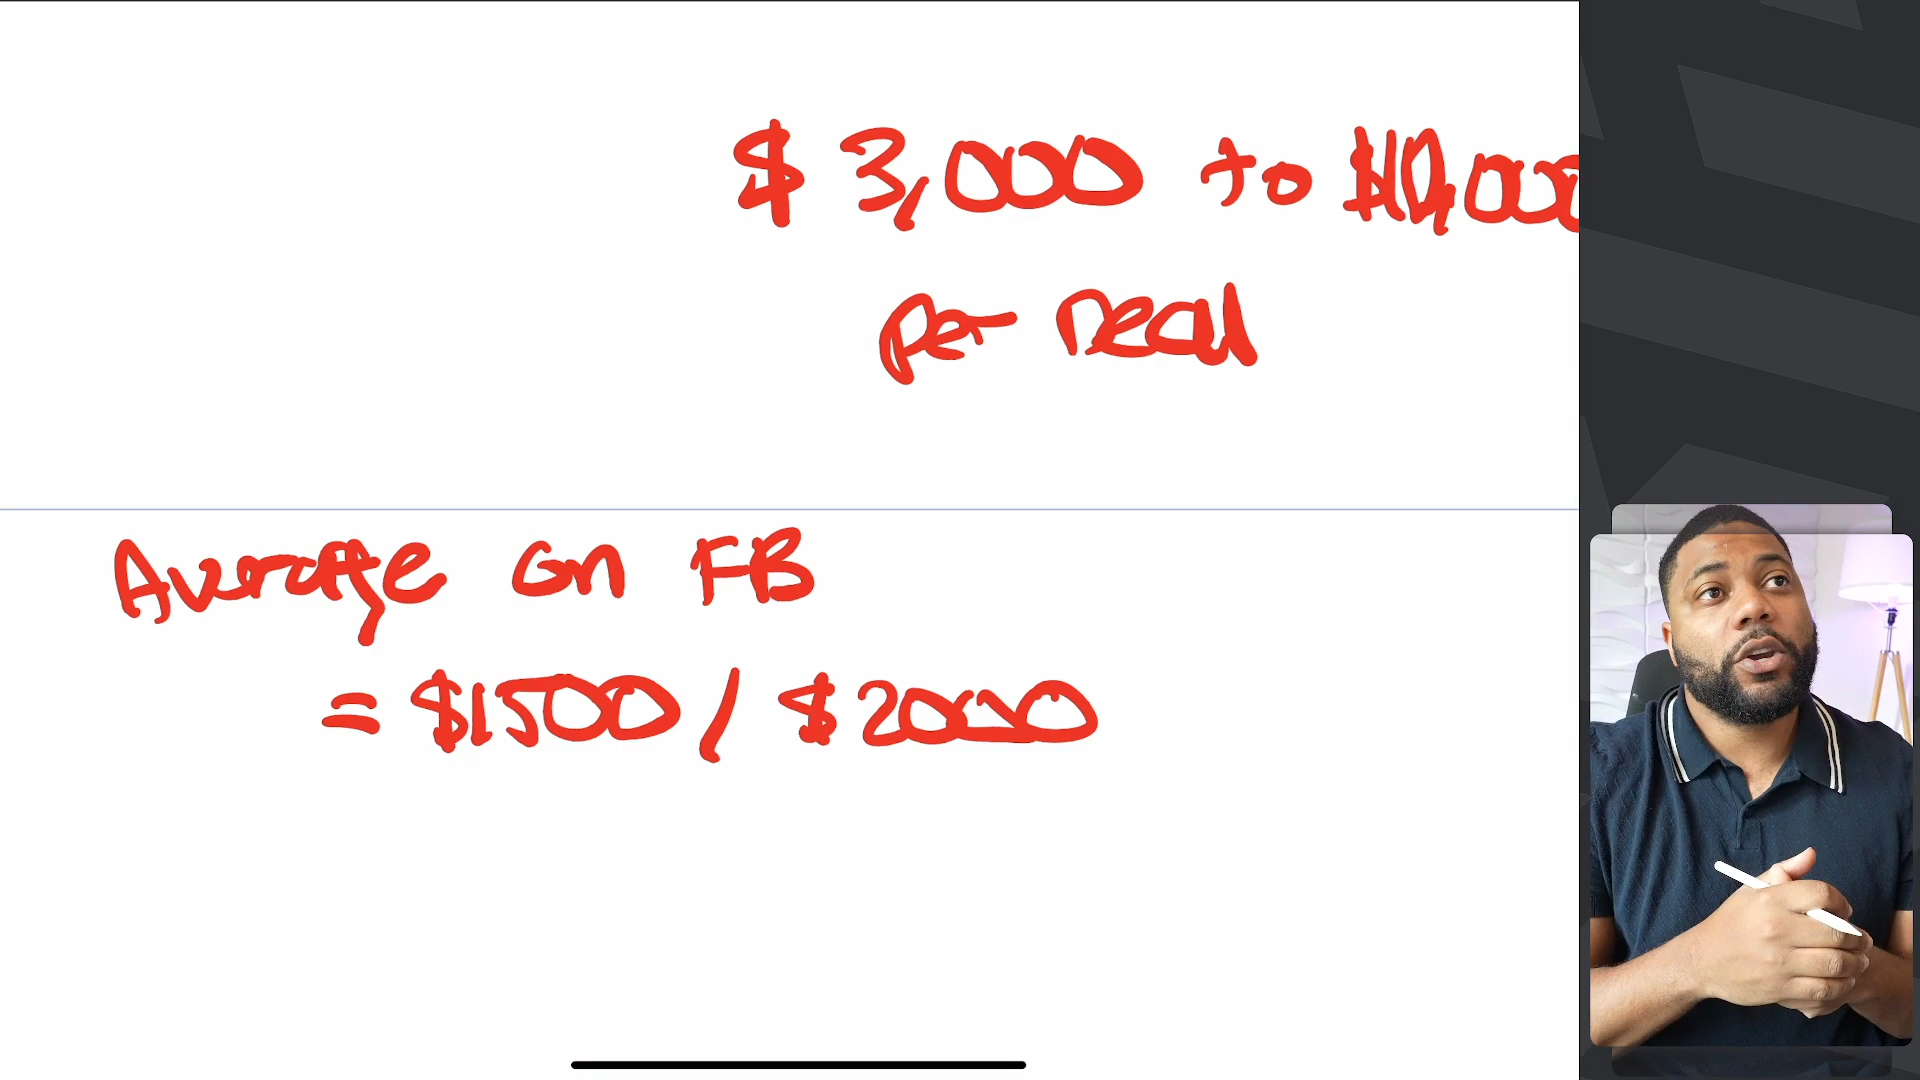 $3,000 to $10,000
per Deal
Average on FB
= $1500 / $2000